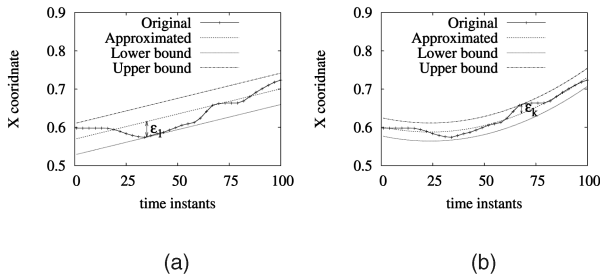 0.9
0.8
0.7
0.6
0.5
X cooridnate
Original
Approximated
Lower bound
Upper bound
ε1
0 25 50 75 100
time instants
(a)
0.9
0.8
0.7
0.6
0.5
X cooridnate
Original
Approximated
Lower bound
Upper bound
εk
0 25 50 75 100
time instants
(b)